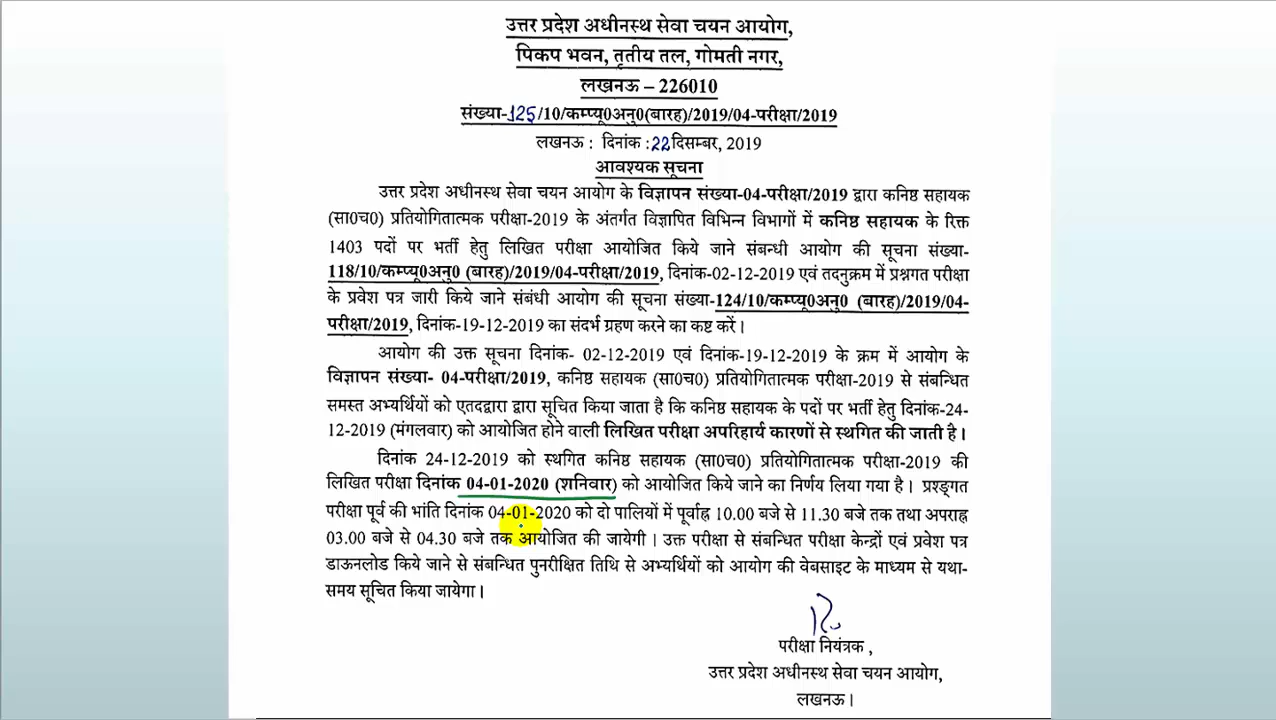 उत्तर प्रदेश अधीनस्थ सेवा चयन आयोग,
पिकप भवन, तृतीय तल, गोमती नगर,
लखनऊ – 226010
संख्या-125/10/कम्प्यू0अनु0(बारह)/2019/04-परीक्षा/2019
लखनऊ : दिनांक :22दिसम्बर, 2019
आवश्यक सूचना
उत्तर प्रदेश अधीनस्थ सेवा चयन आयोग के विज्ञापन संख्या-04-परीक्षा/2019 द्वारा कनिष्ठ सहायक
(सा0च0) प्रतियोगितात्मक परीक्षा-2019 के अंतर्गत विज्ञापित विभिन्न विभागों में कनिष्ठ सहायक के रिक्त
1403 पदों पर भर्ती हेतु लिखित परीक्षा आयोजित किये जाने संबन्धी आयोग की सूचना संख्या-
118/10/कम्प्यू0अनु0 (बारह)/2019/04-परीक्षा/2019, दिनांक-02-12-2019 एवं तदनुक्रम में प्रश्नगत परीक्षा
के प्रवेश पत्र जारी किये जाने संबंधी आयोग की सूचना संख्या-124/10/कम्प्यू0अनु0 (बारह)/2019/04-
परीक्षा/2019, दिनांक-19-12-2019 का संदर्भ ग्रहण करने का कष्ट करें।
आयोग की उक्त सूचना दिनांक- 02-12-2019 एवं दिनांक-19-12-2019 के क्रम में आयोग के
विज्ञापन संख्या- 04-परीक्षा/2019, कनिष्ठ सहायक (सा0च0) प्रतियोगितात्मक परीक्षा-2019 से संबन्धित
समस्त अभ्यर्थियों को एतदद्वारा द्वारा सूचित किया जाता है कि कनिष्ठ सहायक के पदों पर भर्ती हेतु दिनांक-24-
12-2019 (मंगलवार) को आयोजित होने वाली लिखित परीक्षा अपरिहार्य कारणों से स्थगित की जाती है।
दिनांक 24-12-2019 को स्थगित कनिष्ठ सहायक (सा0च0) प्रतियोगितात्मक परीक्षा-2019 की
लिखित परीक्षा दिनांक 04-01-2020 (शनिवार) को आयोजित किये जाने का निर्णय लिया गया है। प्रश्ङ्गत
परीक्षा पूर्व की भांति दिनांक 04-01-2020 को दो पालियों में पूर्वाह्न 10.00 बजे से 11.30 बजे तक तथा अपराह्न
03.00 बजे से 04.30 बजे तक आयोजित की जायेगी। उक्त परीक्षा से संबन्धित परीक्षा केन्द्रों एवं प्रवेश पत्र
डाऊनलोड किये जाने से संबन्धित पुनरीक्षित तिथि से अभ्यर्थियों को आयोग की वेबसाइट के माध्यम से यथा-
समय सूचित किया जायेगा।
परीक्षा नियंत्रक ,
उत्तर प्रदेश अधीनस्थ सेवा चयन आयोग,
लखनऊ।